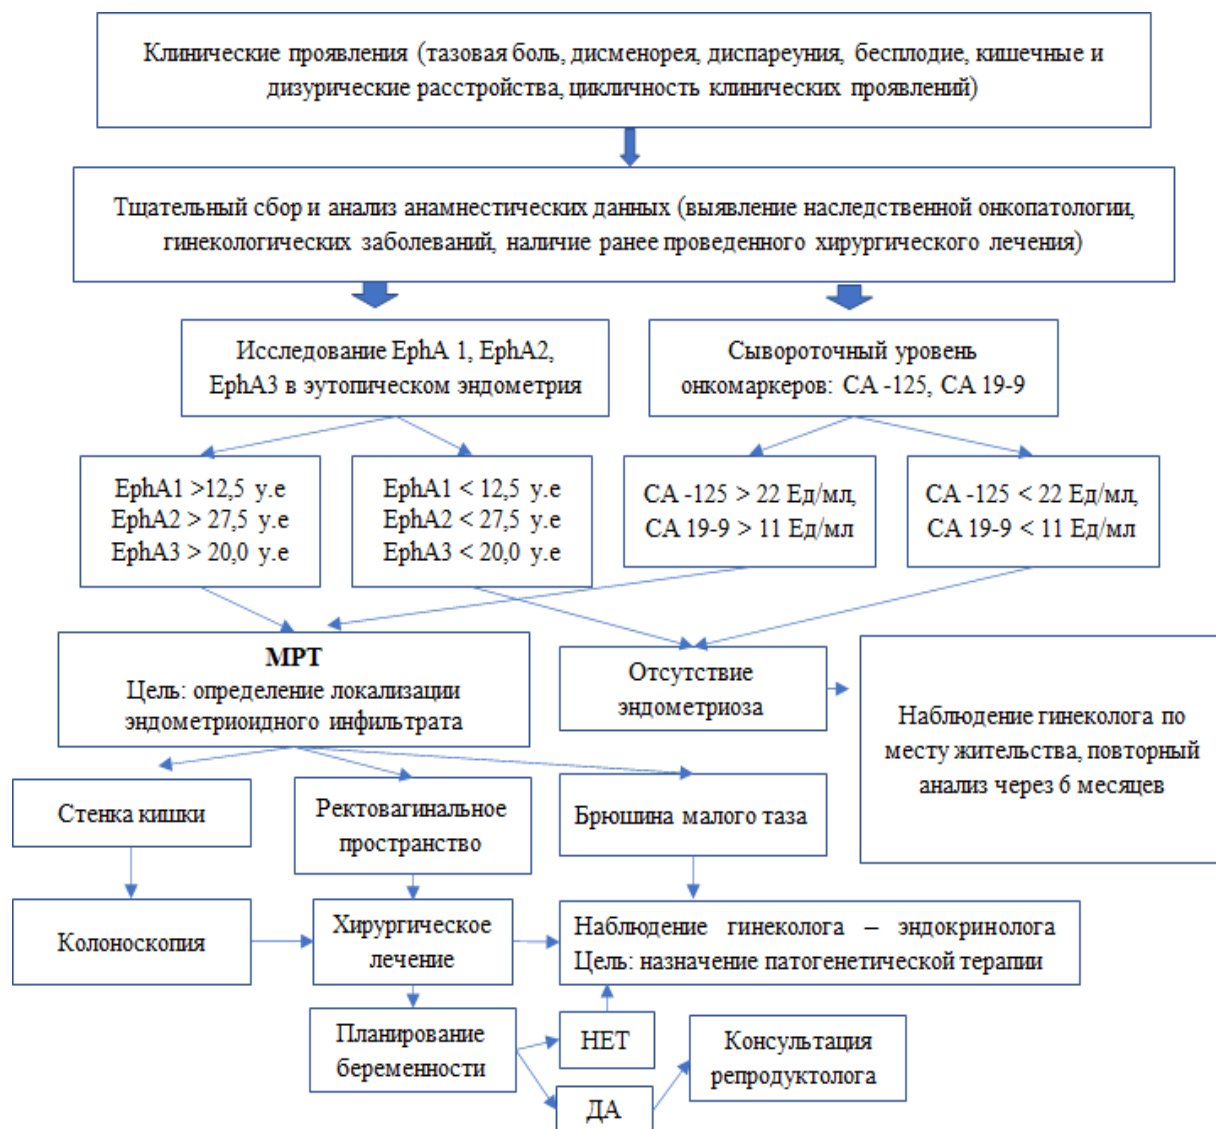 Клинические проявления (тазовая боль, дисменорея, диспареуния, бесплодие, кишечные и
дизурические расстройства, цикличность клинических проявлений)
Тщательный сбор и анализ анамнестических данных (выявление наследственной онкопатологии,
гинекологических заболеваний, наличие ранее проведенного хирургического лечения)
Исследование EphA 1, EphA2,
EphA3 в эутопическом эндометрия
Сывороточный уровень
онкомаркеров: СА -125, СА 19-9
EphA1 >12,5 у.е
EphA2 > 27,5 у.е
EphA3 > 20,0 у.е
EphA1 < 12,5 у.е
EphA2 < 27,5 у.е
EphA3 < 20,0 у.е
СА -125 > 22 Ед/мл,
СА 19-9 > 11 Ед/мл
СА -125 < 22 Ед/мл,
СА 19-9 < 11 Ед/мл
МРТ
Цель: определение локализации
эндометриоидного инфильтрата
Отсутствие
эндометриоза
Наблюдение гинеколога по
месту жительства, повторный
анализ через 6 месяцев
Стенка кишки
Ректовагинальное
пространство
Брюшина малого таза
Колоноскопия
Хирургическое
лечение
Наблюдение гинеколога – эндокринолога
Цель: назначение патогенетической терапии
Планирование
беременности
НЕТ
ДА
Консультация
репродуктолога